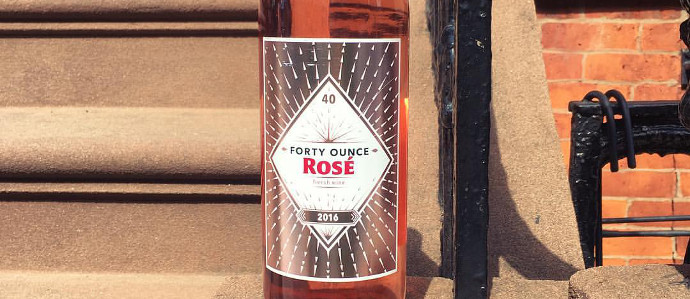 40
FORTY OUNCE
ROSÉ
french wine
2016